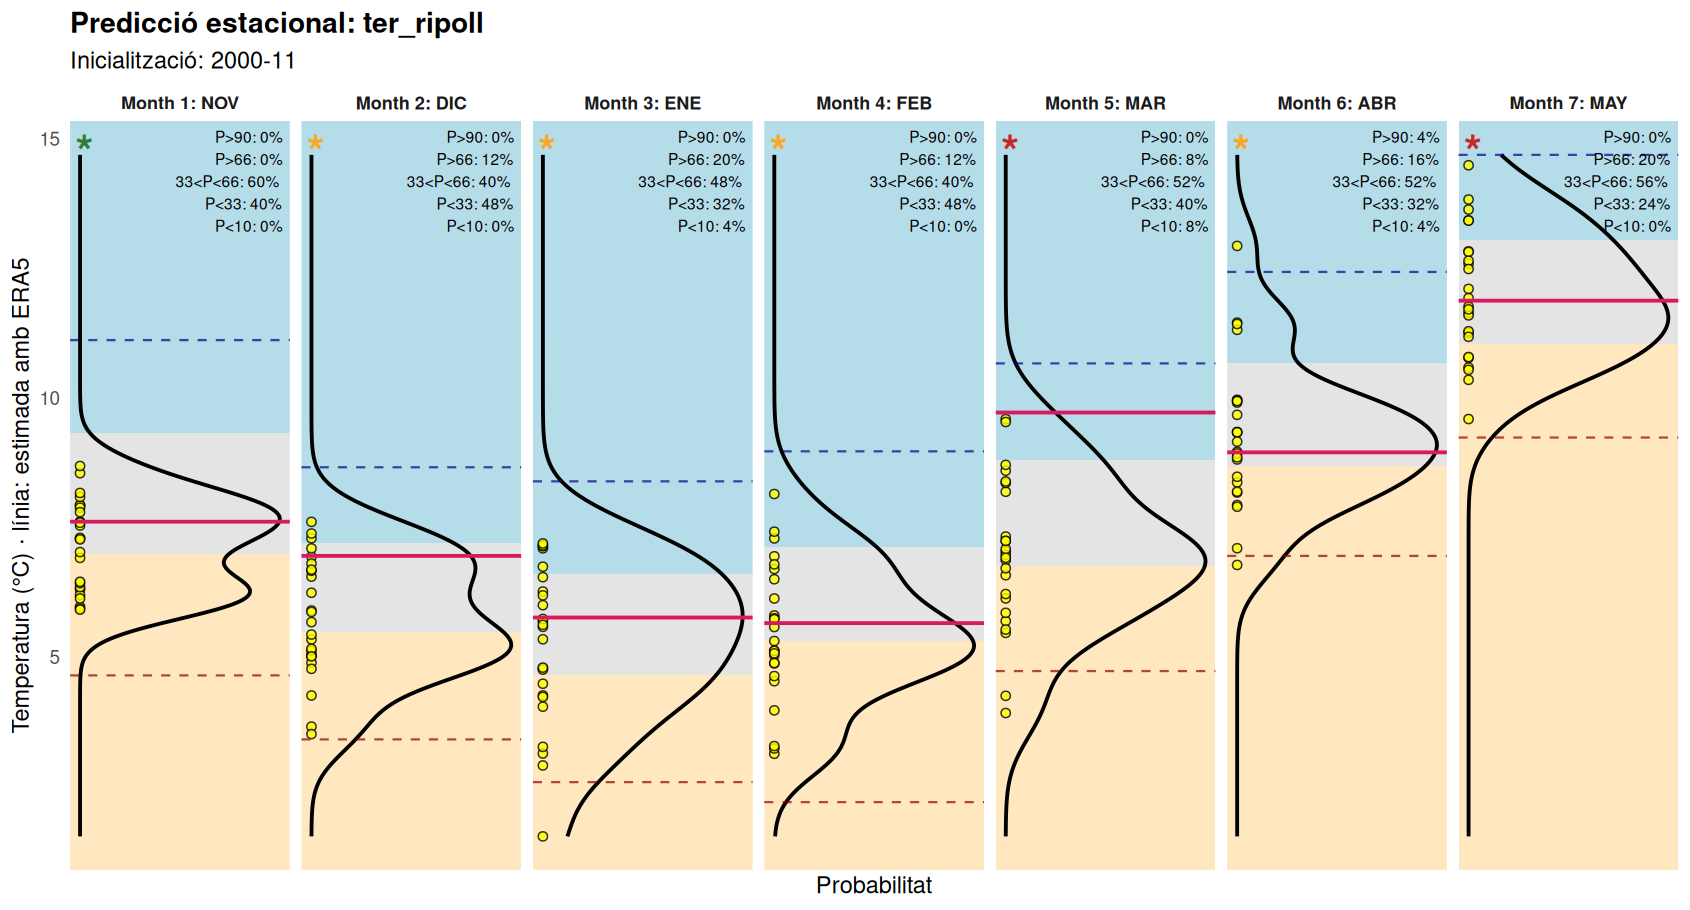 Predicció estacional: ter_ripoll
Inicialització: 2000-11
Temperatura (°C) · línia: estimada amb ERA5
15
10
5
Month 1: NOV
*
P>90: 0%
P>66: 0%
33<P<66: 60%
P<33: 40%
P<10: 0%
Month 2: DIC
*
P>90: 0%
P>66: 12%
33<P<66: 40%
P<33: 48%
P<10: 0%
Month 3: ENE
*
P>90: 0%
P>66: 20%
33<P<66: 48%
P<33: 32%
P<10: 4%
Month 4: FEB
*
P>90: 0%
P>66: 12%
33<P<66: 40%
P<33: 48%
P<10: 0%
Month 5: MAR
*
P>90: 0%
P>66: 8%
33<P<66: 52%
P<33: 40%
P<10: 8%
Month 6: ABR
*
P>90: 4%
P>66: 16%
33<P<66: 52%
P<33: 32%
P<10: 4%
Month 7: MAY
*
P>90: 0%
P>66: 20%
33<P<66: 56%
P<33: 24%
P<10: 0%
Probabilitat